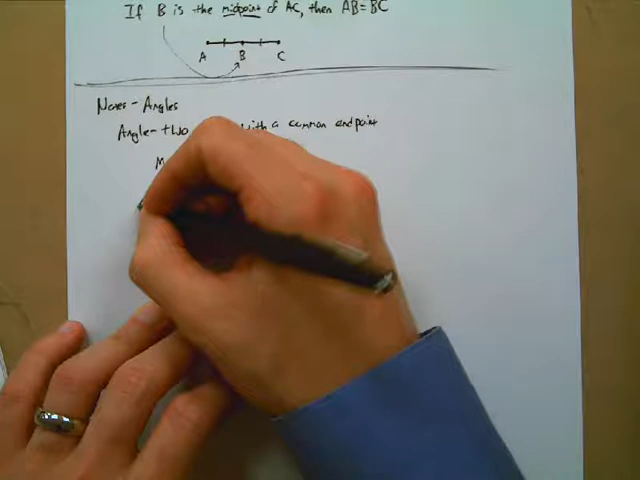 If B is the midpoint of AC, then AB=BC
A B C
Notes - Angles
Angle - two with a common endpoint
M